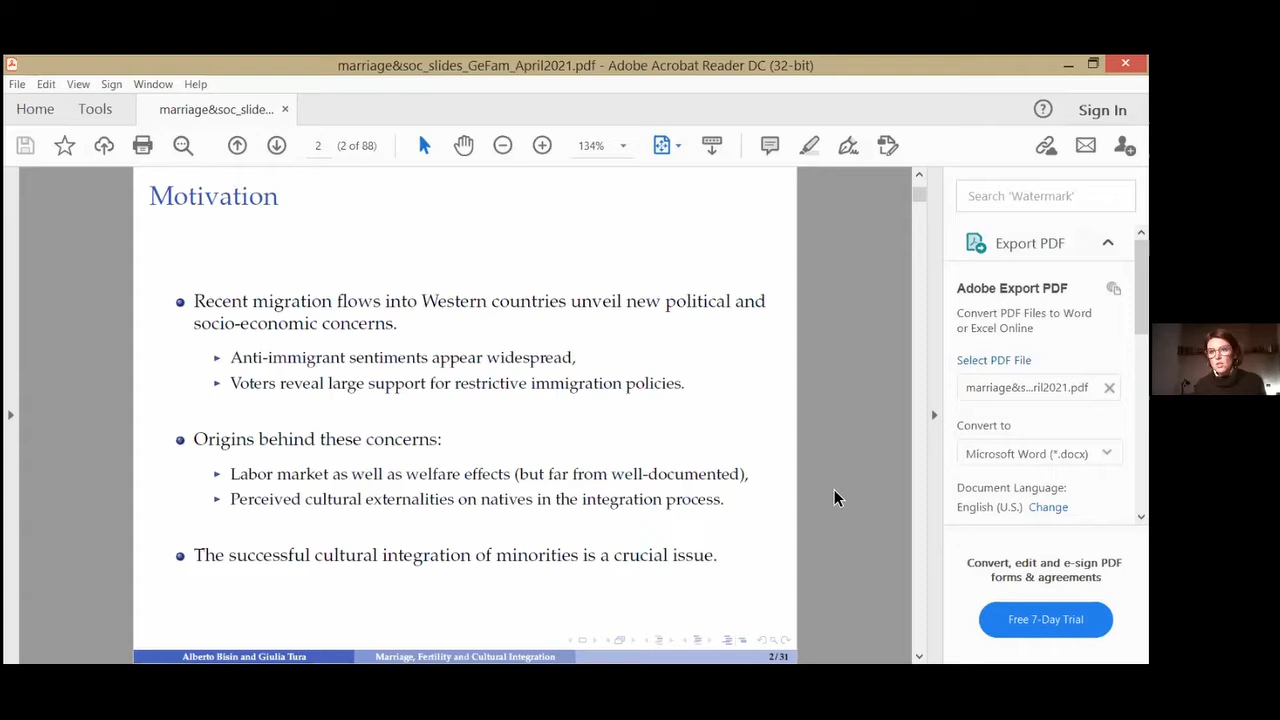 marriage&soc_slides_GeFam_April2021.pdf - Adobe Acrobat Reader DC (32-bit)
File Edit View Sign Window Help
Home Tools marriage&soc_slide... × Sign In
2 (2 of 88) 134%
Motivation
Recent migration flows into Western countries unveil new political and
socio-economic concerns.
Anti-immigrant sentiments appear widespread,
Voters reveal large support for restrictive immigration policies.
Origins behind these concerns:
Labor market as well as welfare effects (but far from well-documented),
Perceived cultural externalities on natives in the integration process.
The successful cultural integration of minorities is a crucial issue.
Alberto Bisin and Giulia Tura Marriage, Fertility and Cultural Integration 2/31
Search 'Watermark'
Export PDF
Adobe Export PDF
Convert PDF Files to Word
or Excel Online
Select PDF File
marriage&s...ril2021.pdf
Convert to
Microsoft Word (*.docx)
Document Language:
English (U.S.) Change
Convert, edit and e-sign PDF
forms & agreements
Free 7-Day Trial